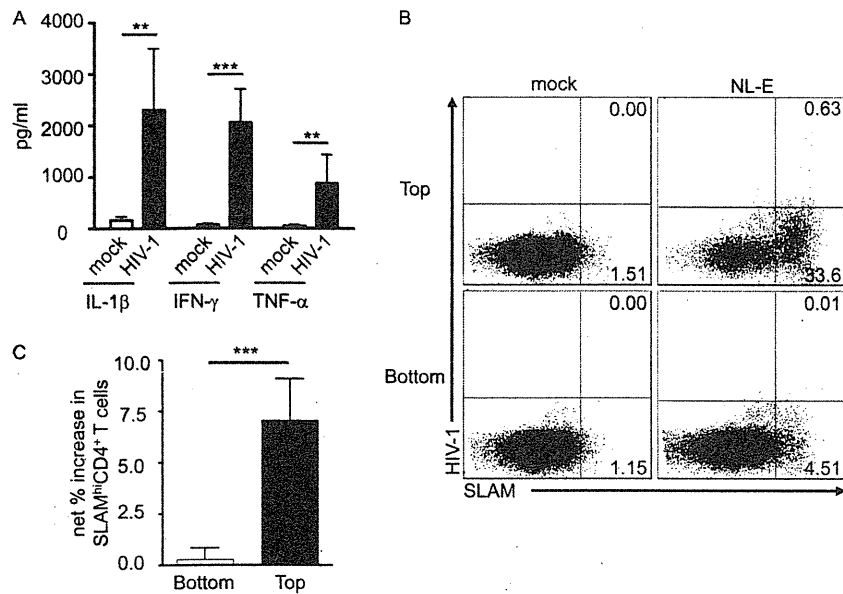 A
4000
3000
2000
1000
0
pg/ml
**
***
**
mock
HIV-1
mock
HIV-1
mock
HIV-1
IL-1β
IFN-γ
TNF-α
B
mock
NL-E
Top
0.00
1.51
0.63
33.6
Bottom
0.00
1.15
0.01
4.51
HIV-1
SLAM
C
10.0
7.5
5.0
2.5
0.0
net % increase in
SLAMhiCD4+ T cells
***
Bottom
Top